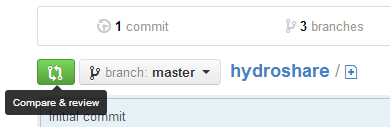 1 commit 3 branches
branch: master hydroshare /
Compare & review
Initial commit